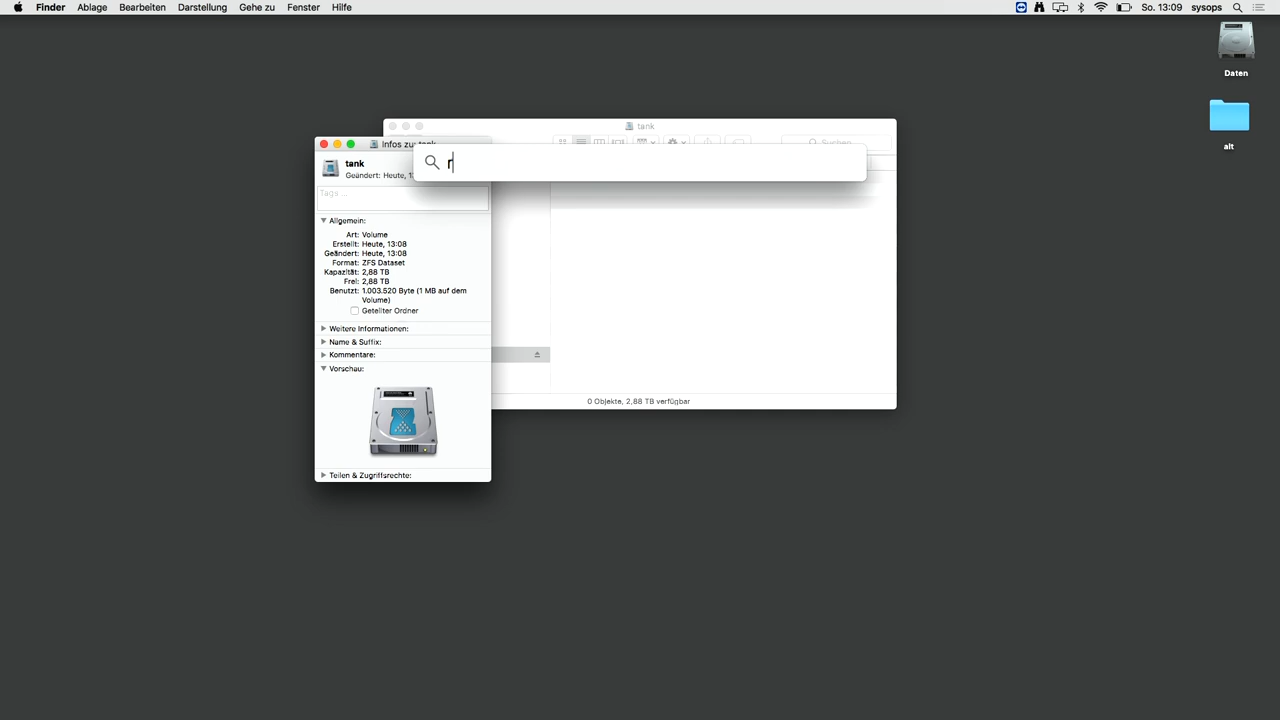 Finder Ablage Bearbeiten Darstellung Gehe zu Fenster Hilfe So. 13:09 sysops
Daten
alt
tank
Suchen
Infos zu tank
r
tank
Geändert: Heute, 13:
Tags ...
Allgemein:
Art: Volume
Erstellt: Heute, 13:08
Geändert: Heute, 13:08
Format: ZFS Dataset
Kapazität: 2,88 TB
Frei: 2,88 TB
Benutzt: 1.003.520 Byte (1 MB auf dem
Volume)
Geteilter Ordner
Weitere Informationen:
Name & Suffix:
Kommentare:
Vorschau:
Teilen & Zugriffsrechte:
0 Objekte, 2,88 TB verfügbar